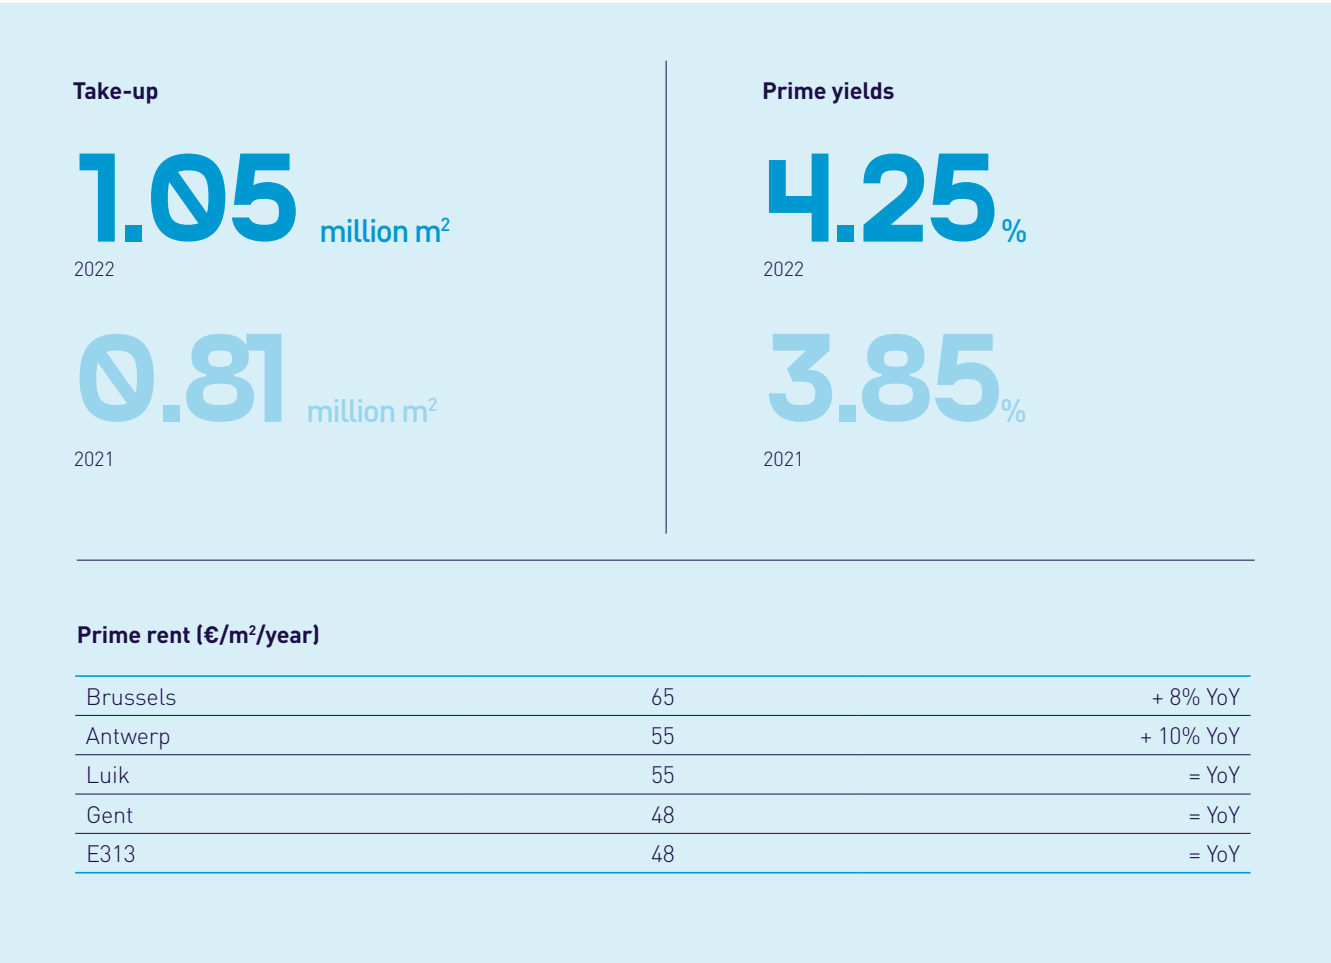 Take-up
1.05 million m²
2022
0.81 million m²
2021
Prime yields
4.25 %
2022
3.85%
2021
Prime rent (€/m²/year)
Brussels 65 + 8% YoY
Antwerp 55 + 10% YoY
Luik 55 = YoY
Gent 48 = YoY
E313 48 = YoY